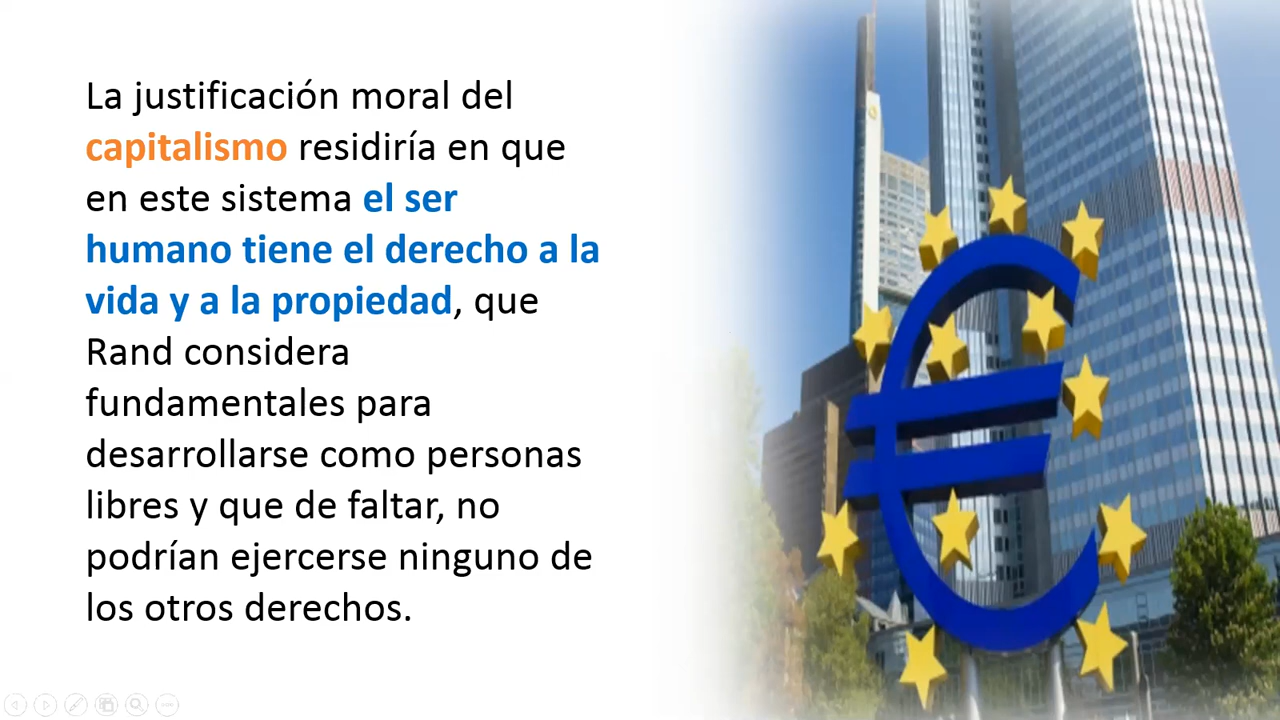 La justificación moral del
capitalismo residiría en que
en este sistema el ser
humano tiene el derecho a la
vida y a la propiedad, que
Rand considera
fundamentales para
desarrollarse como personas
libres y que de faltar, no
podrían ejercerse ninguno de
los otros derechos.